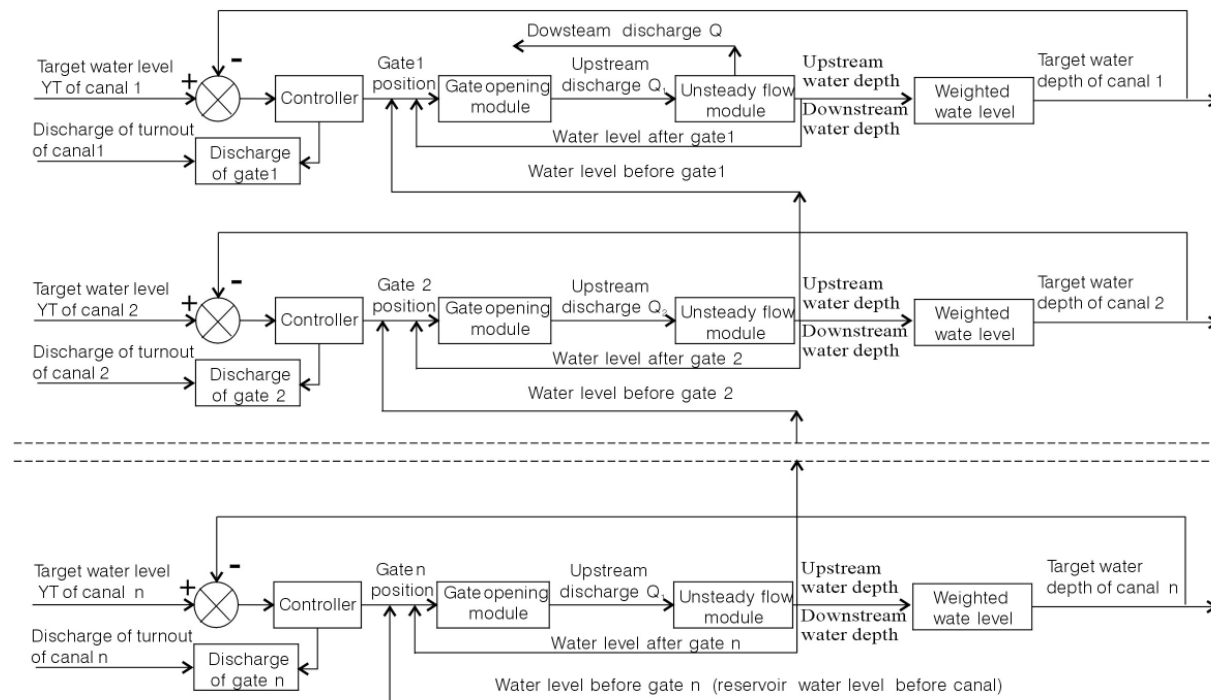 Dowsteam discharge Q
Target water level
YT of canal 1
+
-
Controller
Gate1
position
Gate opening
module
Upstream
discharge Q1
Unsteady flow
module
Upstream
water depth
Downstream
water depth
Weighted
wate level
Target water
depth of canal 1
Discharge of turnout
of canal1
Discharge
of gate1
Water level after gate1
Water level before gate1
Target water level
YT of canal 2
+
-
Controller
Gate 2
position
Gate opening
module
Upstream
discharge Q2
Unsteady flow
module
Upstream
water depth
Downstream
water depth
Weighted
wate level
Target water
depth of canal 2
Discharge of turnout
of canal 2
Discharge
of gate 2
Water level after gate 2
Water level before gate 2
Target water level
YT of canal n
+
-
Controller
Gate n
position
Gate opening
module
Upstream
discharge Q1
Unsteady flow
module
Upstream
water depth
Downstream
water depth
Weighted
wate level
Target water
depth of canal n
Discharge of turnout
of canal n
Discharge
of gate n
Water level after gate n
Water level before gate n (reservoir water level before canal)